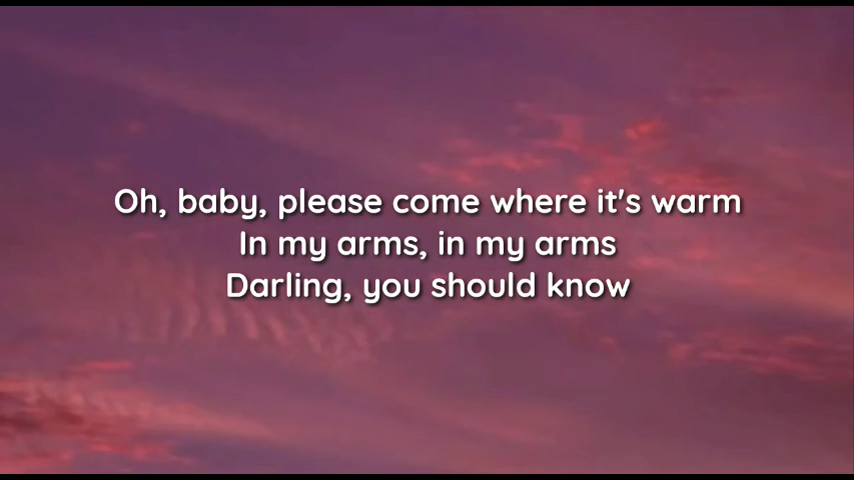 Oh, baby, please come where it's warm
In my arms, in my arms
Darling, you should know